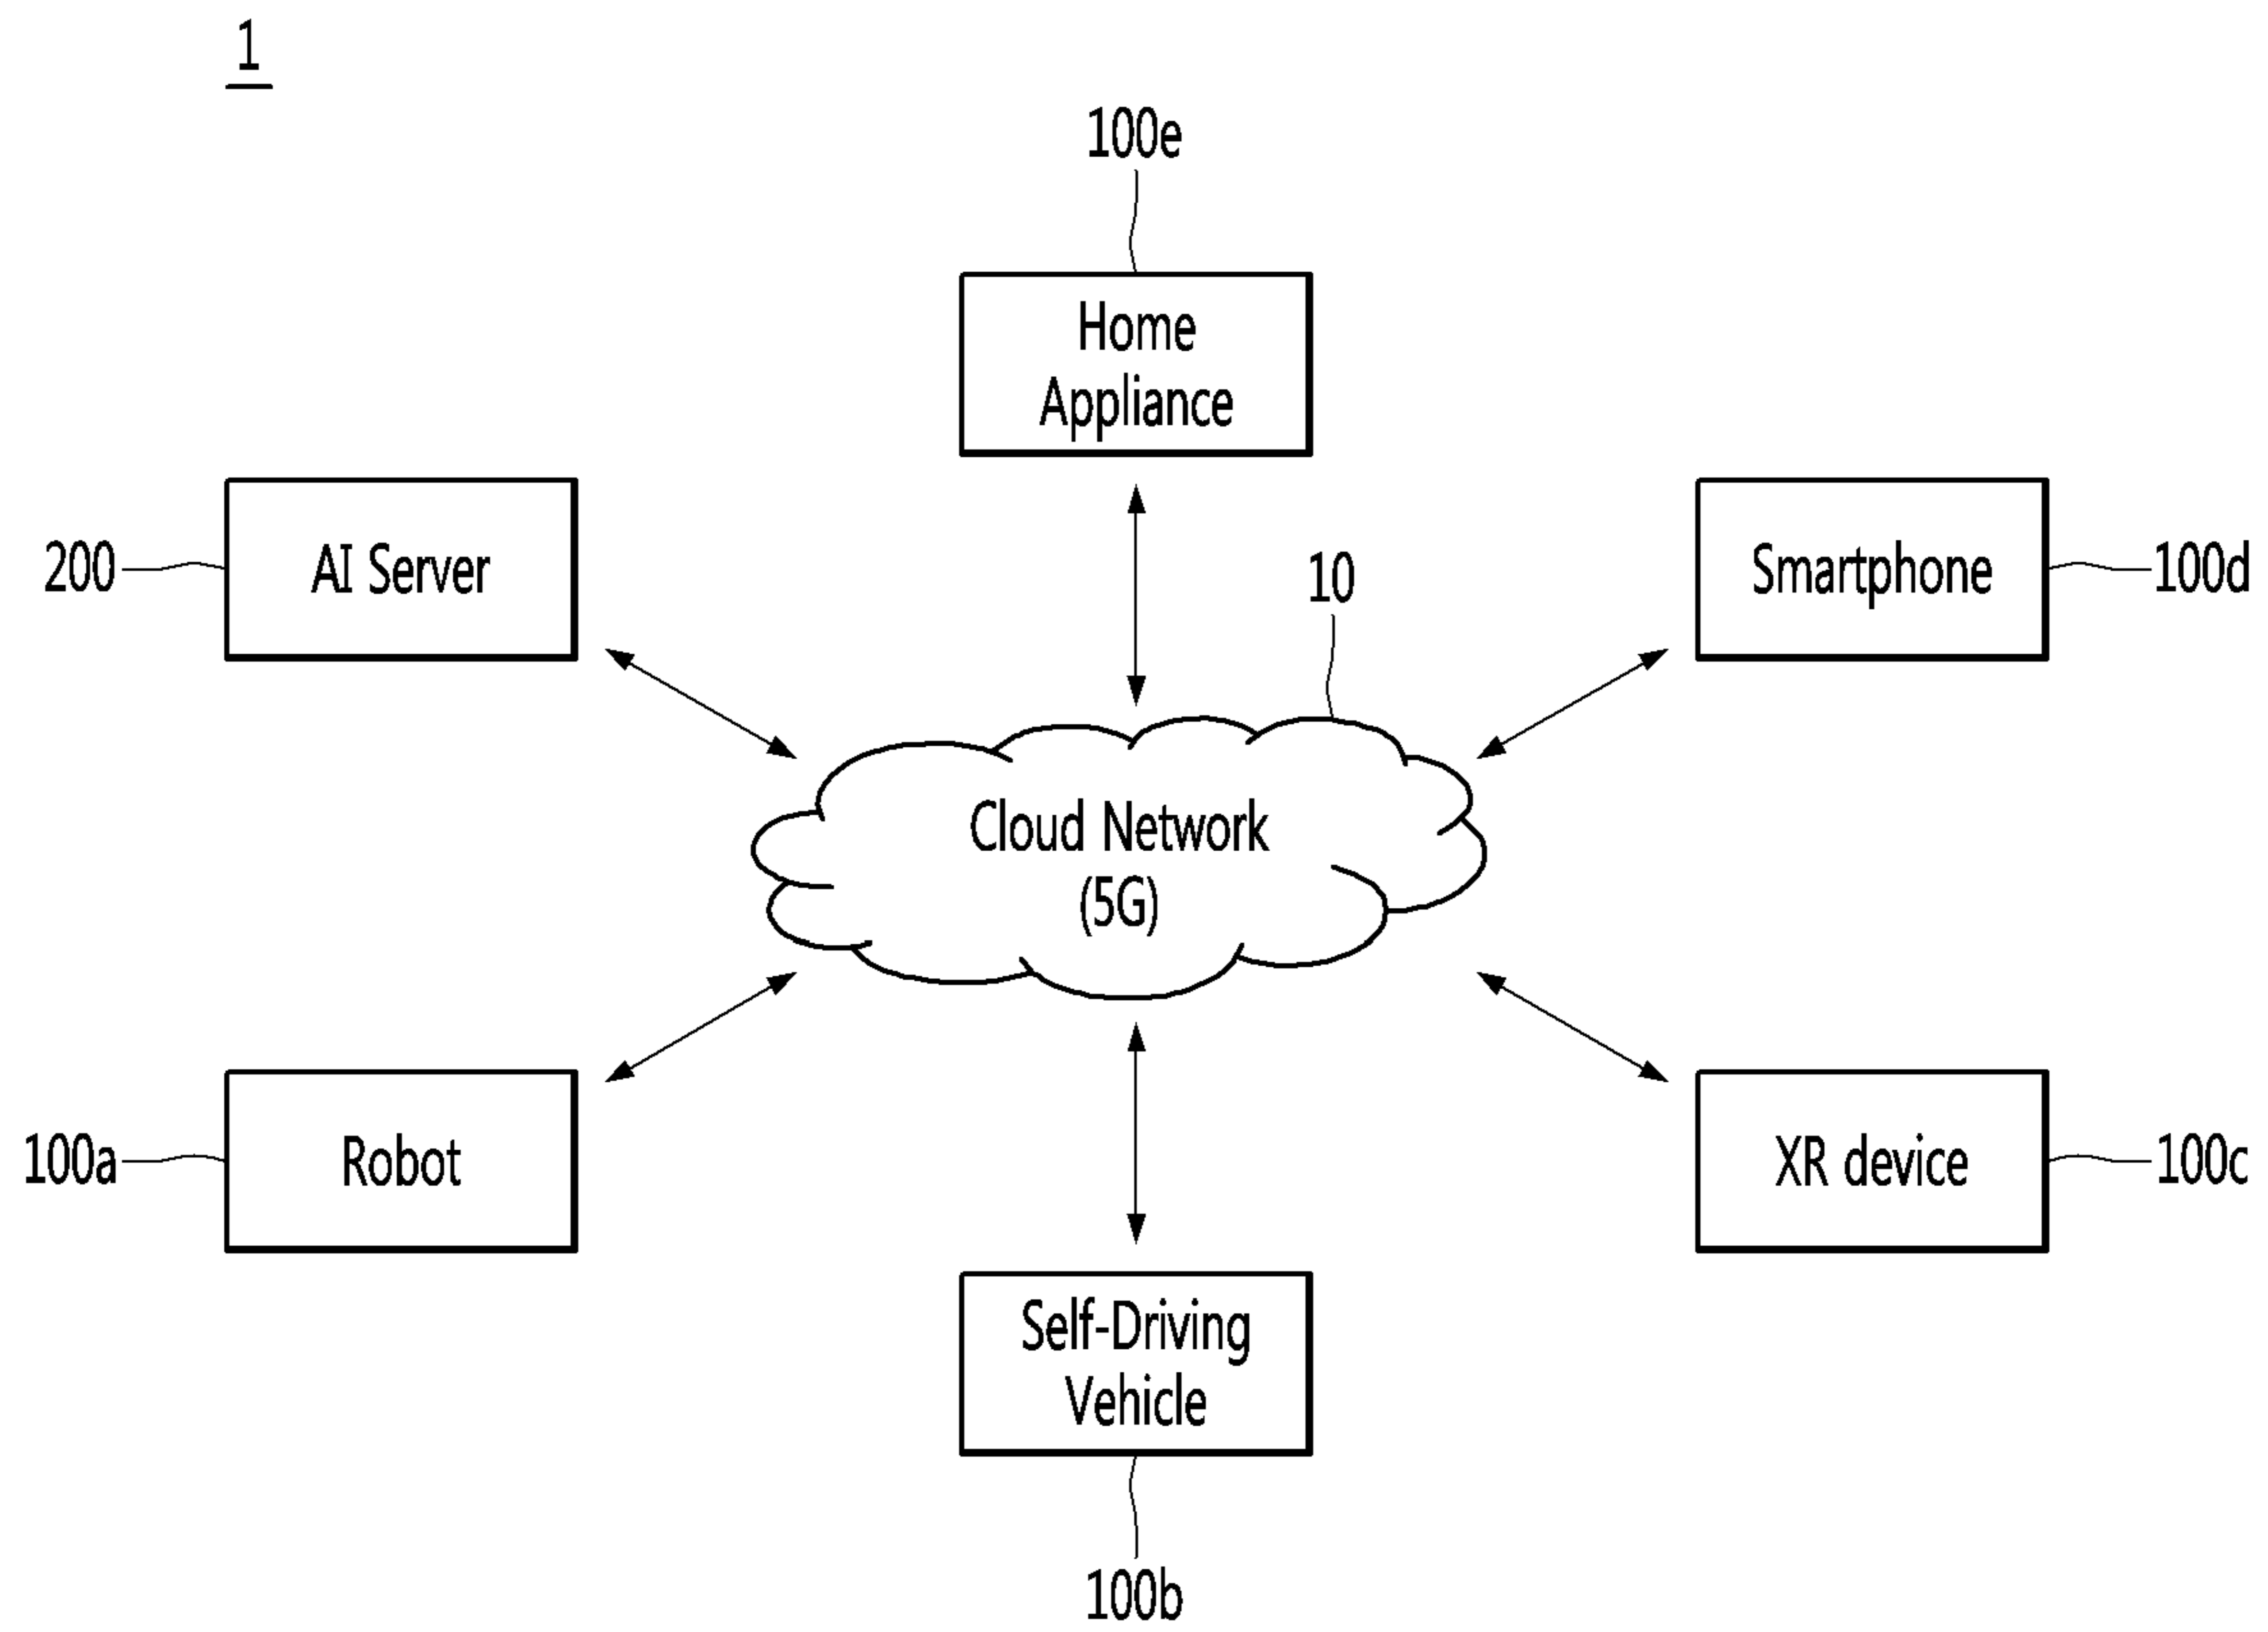 1
100e
Home
Appliance
200
AI Server
10
Smartphone
100d
Cloud Network
(5G)
100a
Robot
XR device
100c
Self-Driving
Vehicle
100b